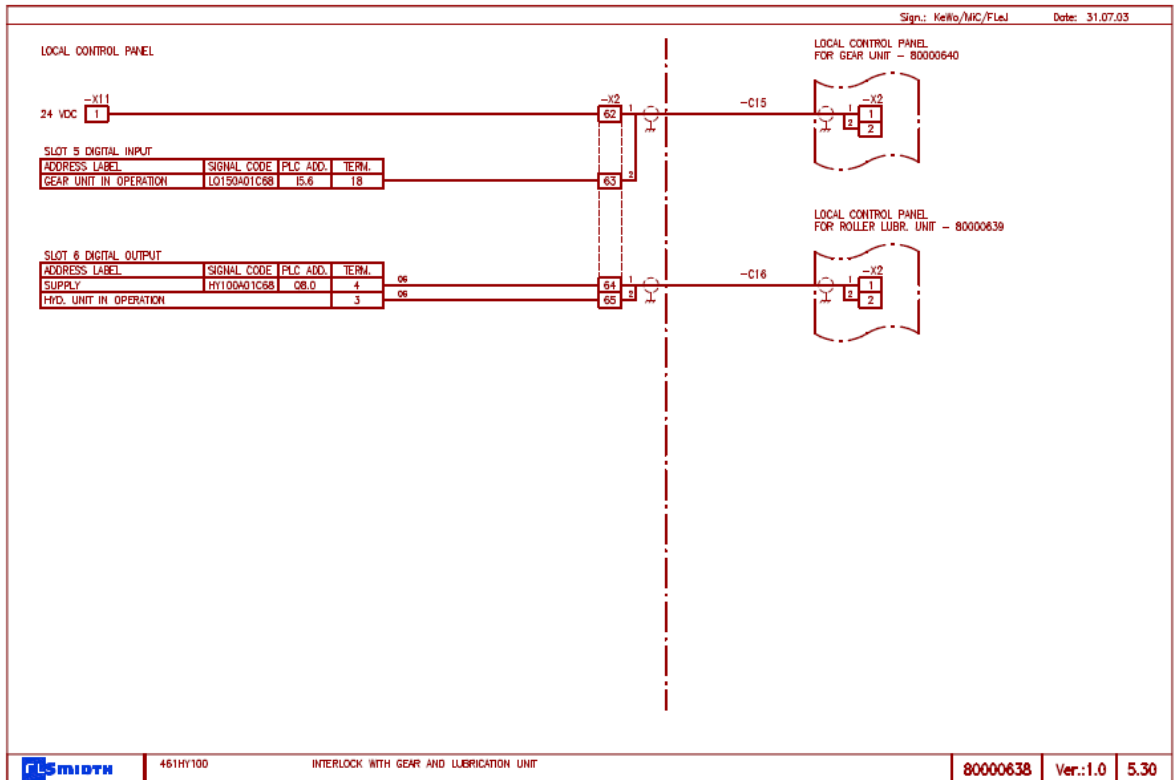 Sign.: KeWo/MiC/FLeJ Date: 31.07.03
LOCAL CONTROL PANEL
LOCAL CONTROL PANEL
FOR GEAR UNIT - 80000640
-X11
24 VDC 1
-X2
62 1
-C15
-X2
1 1
2 2
SLOT 5 DIGITAL INPUT
ADDRESS LABEL SIGNAL CODE PLC ADD. TERM.
GEAR UNIT IN OPERATION LO150A01C68 I5.6 18
63 2
LOCAL CONTROL PANEL
FOR ROLLER LUBR. UNIT - 80000639
SLOT 6 DIGITAL OUTPUT
ADDRESS LABEL SIGNAL CODE PLC ADD. TERM.
SUPPLY HY100A01C68 Q8.0 4
HYD. UNIT IN OPERATION 3
06
06
64 1
65 2
-C16
-X2
1 1
2 2
FLSMIDTH
461HY100
INTERLOCK WITH GEAR AND LUBRICATION UNIT
80000638 Ver.:1.0 5.30